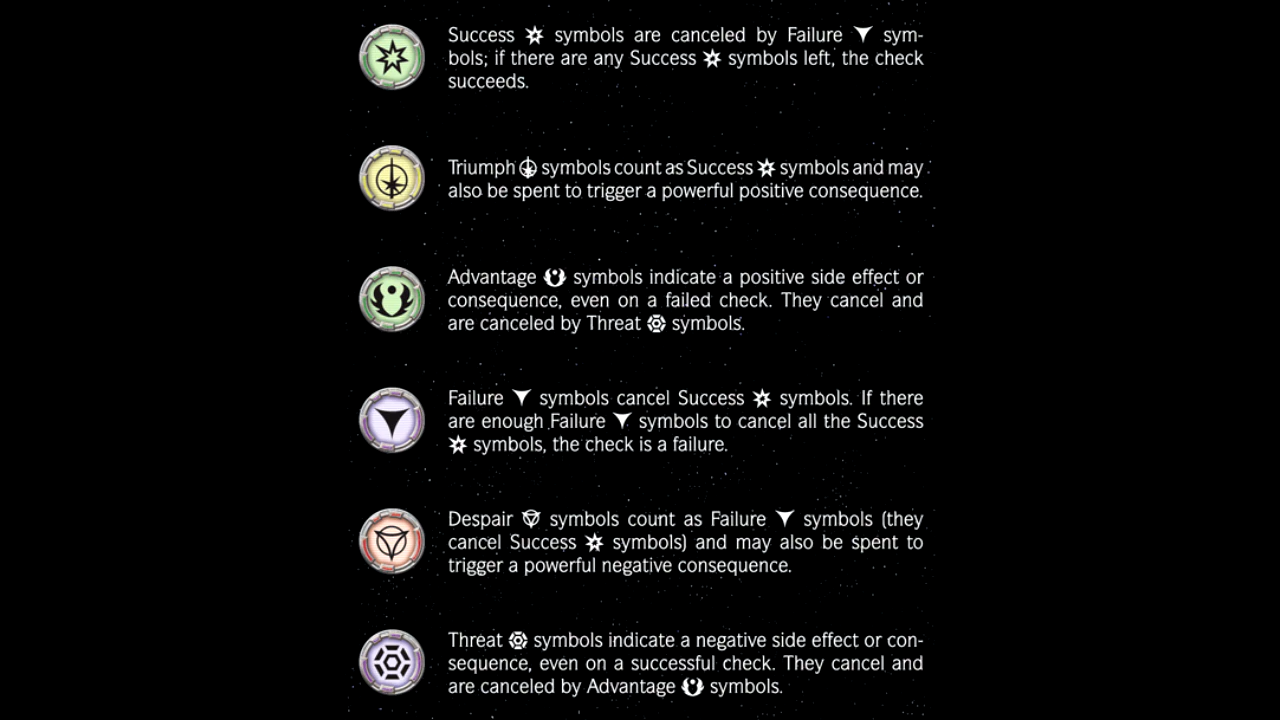 Success symbols are canceled by Failure sym-
bols; if there are any Success symbols left, the check
succeeds.
Triumph symbols count as Success symbols and may
also be spent to trigger a powerful positive consequence.
Advantage symbols indicate a positive side effect or
consequence, even on a failed check. They cancel and
are canceled by Threat symbols.
Failure symbols cancel Success symbols. If there
are enough Failure symbols to cancel all the Success
symbols, the check is a failure.
Despair symbols count as Failure symbols (they
cancel Success symbols) and may also be spent to
trigger a powerful negative consequence.
Threat symbols indicate a negative side effect or con-
sequence, even on a successful check. They cancel and
are canceled by Advantage symbols.